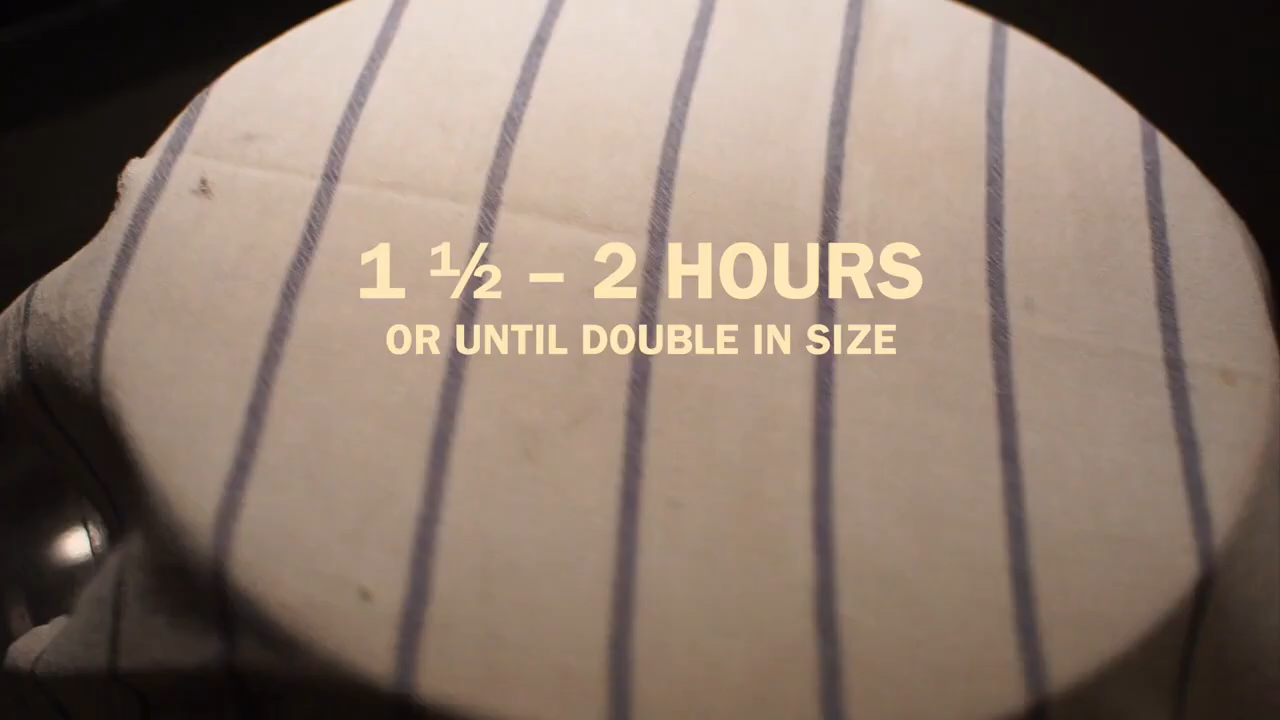 1 ½ – 2 HOURS
OR UNTIL DOUBLE IN SIZE